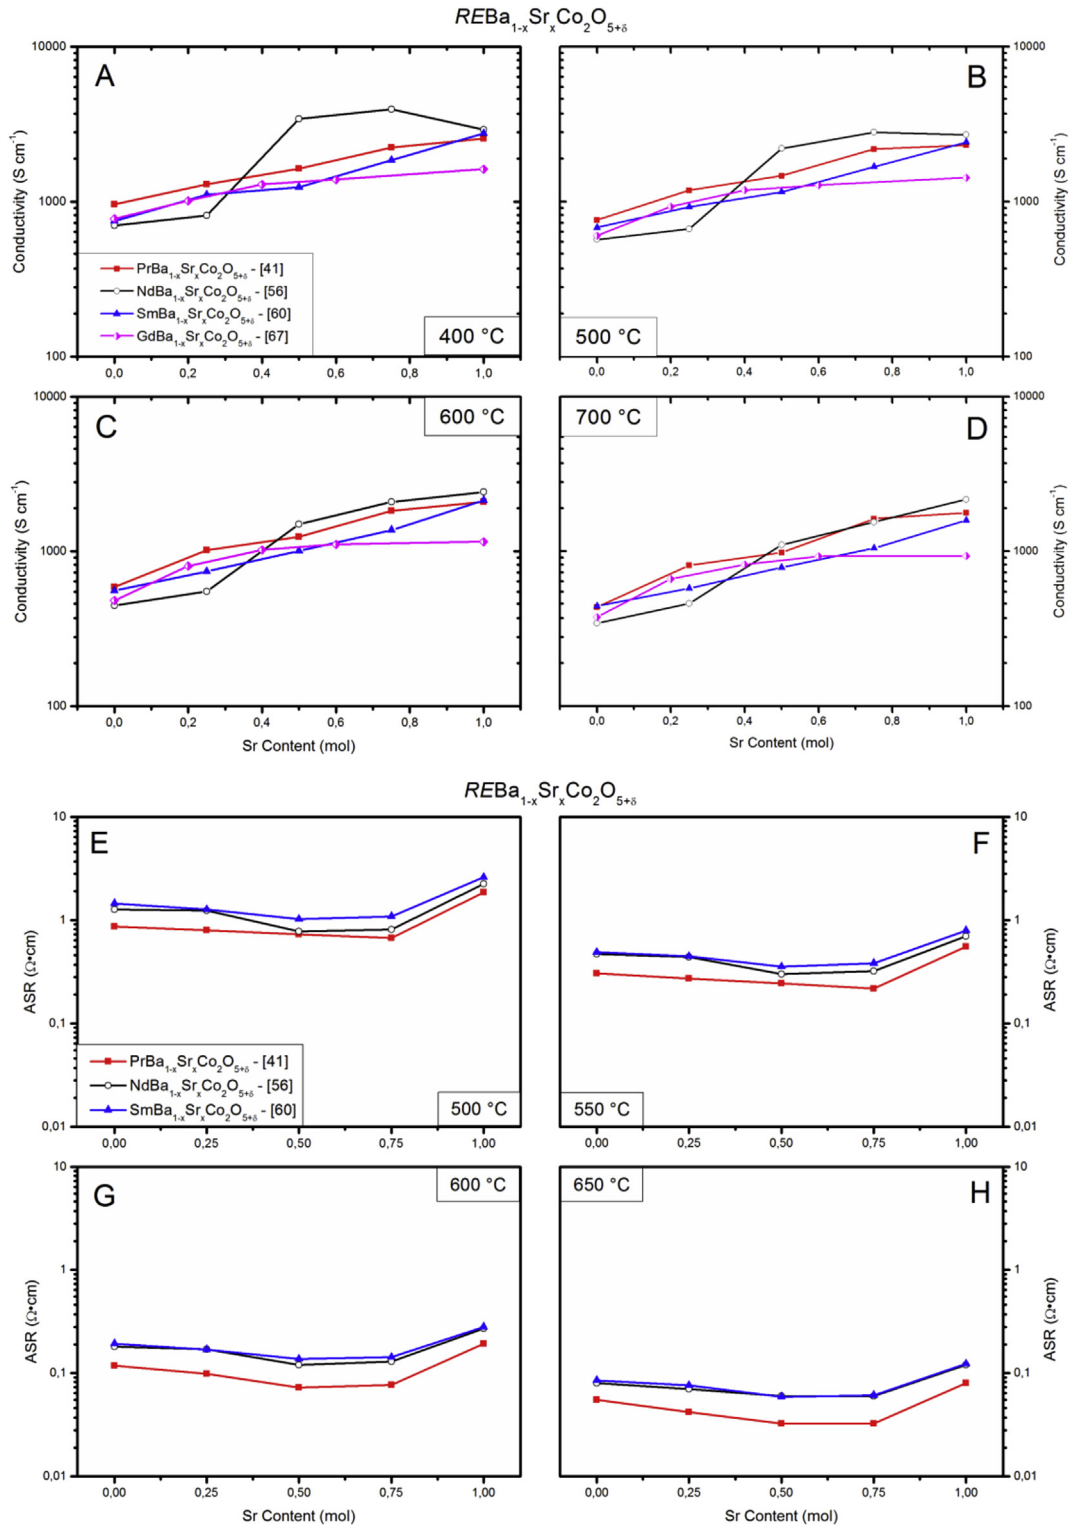 REBa₁₋ₓSrₓCo₂O₅₊δ
A
B
10000
1000
100
Conductivity (S cm⁻¹)
PrBa₁₋ₓSrₓCo₂O₅₊δ - [41]
NdBa₁₋ₓSrₓCo₂O₅₊δ - [56]
SmBa₁₋ₓSrₓCo₂O₅₊δ - [60]
GdBa₁₋ₓSrₓCo₂O₅₊δ - [67]
400 °C
0,0 0,2 0,4 0,6 0,8 1,0
500 °C
10000
1000
100
Conductivity (S cm⁻¹)
0,0 0,2 0,4 0,6 0,8 1,0
C
600 °C
10000
1000
100
Conductivity (S cm⁻¹)
0,0 0,2 0,4 0,6 0,8 1,0
Sr Content (mol)
700 °C
D
10000
1000
100
Conductivity (S cm⁻¹)
0,0 0,2 0,4 0,6 0,8 1,0
Sr Content (mol)
REBa₁₋ₓSrₓCo₂O₅₊δ
E
10
1
0,1
0,01
ASR (Ω•cm)
PrBa₁₋ₓSrₓCo₂O₅₊δ - [41]
NdBa₁₋ₓSrₓCo₂O₅₊δ - [56]
SmBa₁₋ₓSrₓCo₂O₅₊δ - [60]
500 °C
0,00 0,25 0,50 0,75 1,00
F
10
1
0,1
0,01
ASR (Ω•cm)
550 °C
0,00 0,25 0,50 0,75 1,00
G
600 °C
10
1
0,1
0,01
ASR (Ω•cm)
0,00 0,25 0,50 0,75 1,00
Sr Content (mol)
650 °C
H
10
1
0,1
0,01
ASR (Ω•cm)
0,00 0,25 0,50 0,75 1,00
Sr Content (mol)